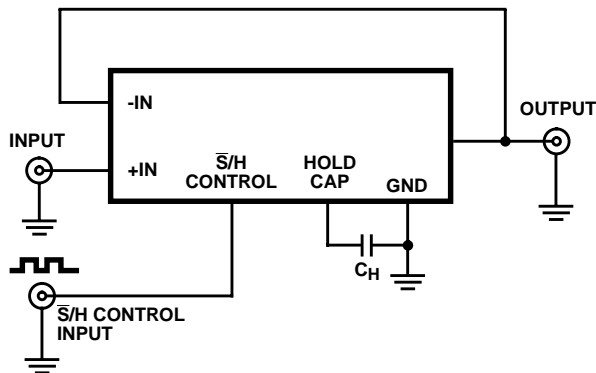 -IN
OUTPUT
INPUT
+IN
S̅/H
CONTROL
HOLD
CAP
GND
CH
S̅/H CONTROL
INPUT